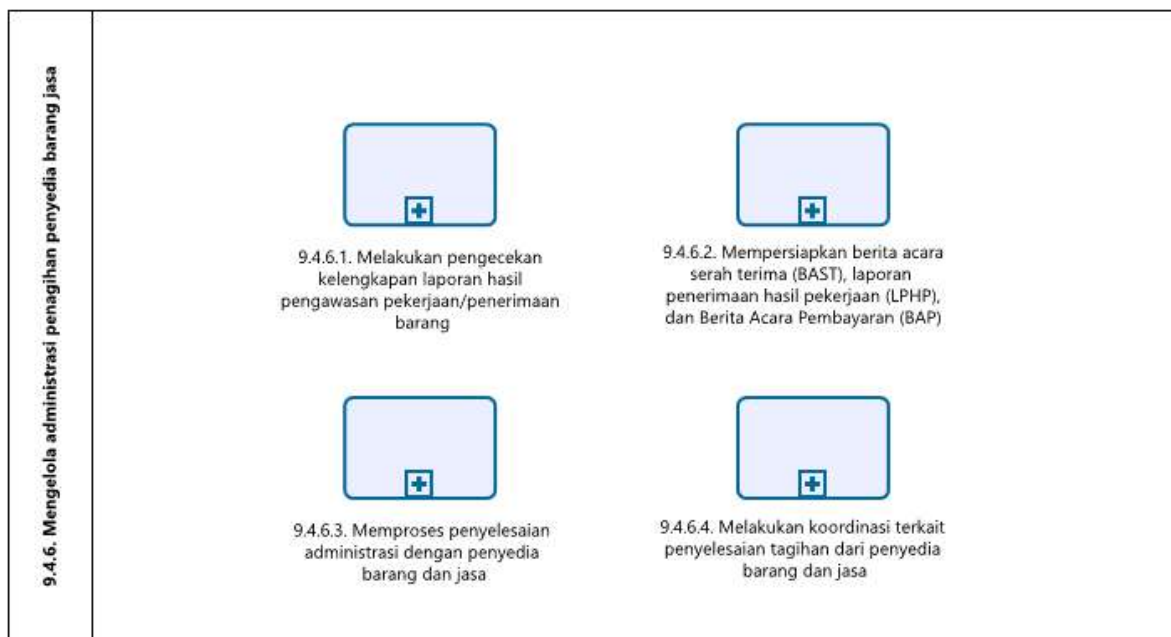 9.4.6. Mengelola administrasi penagihan penyedia barang jasa
9.4.6.1. Melakukan pengecekan
kelengkapan laporan hasil
pengawasan pekerjaan/penerimaan
barang
9.4.6.2. Mempersiapkan berita acara
serah terima (BAST), laporan
penerimaan hasil pekerjaan (LPHP),
dan Berita Acara Pembayaran (BAP)
9.4.6.3. Memproses penyelesaian
administrasi dengan penyedia
barang dan jasa
9.4.6.4. Melakukan koordinasi terkait
penyelesaian tagihan dari penyedia
barang dan jasa